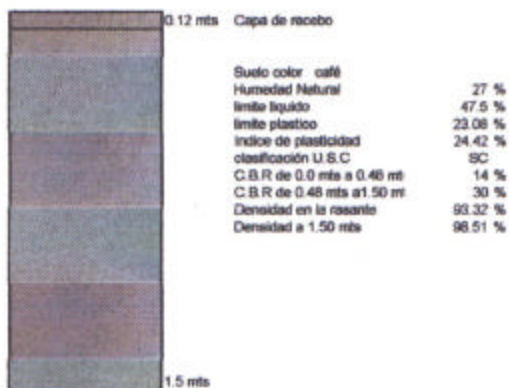 0.12 mts Capa de recebo
Suelo color café
Humedad Natural 27 %
limite liquido 47.5 %
limite plastico 23.08 %
indice de plasticidad 24.42 %
clasificación U.S.C SC
C.B.R de 0.0 mts a 0.48 mt 14 %
C.B.R de 0.48 mts a1.50 mt 30 %
Densidad en la rasante 93.32 %
Densidad a 1.50 mts 98.51 %
1.5 mts